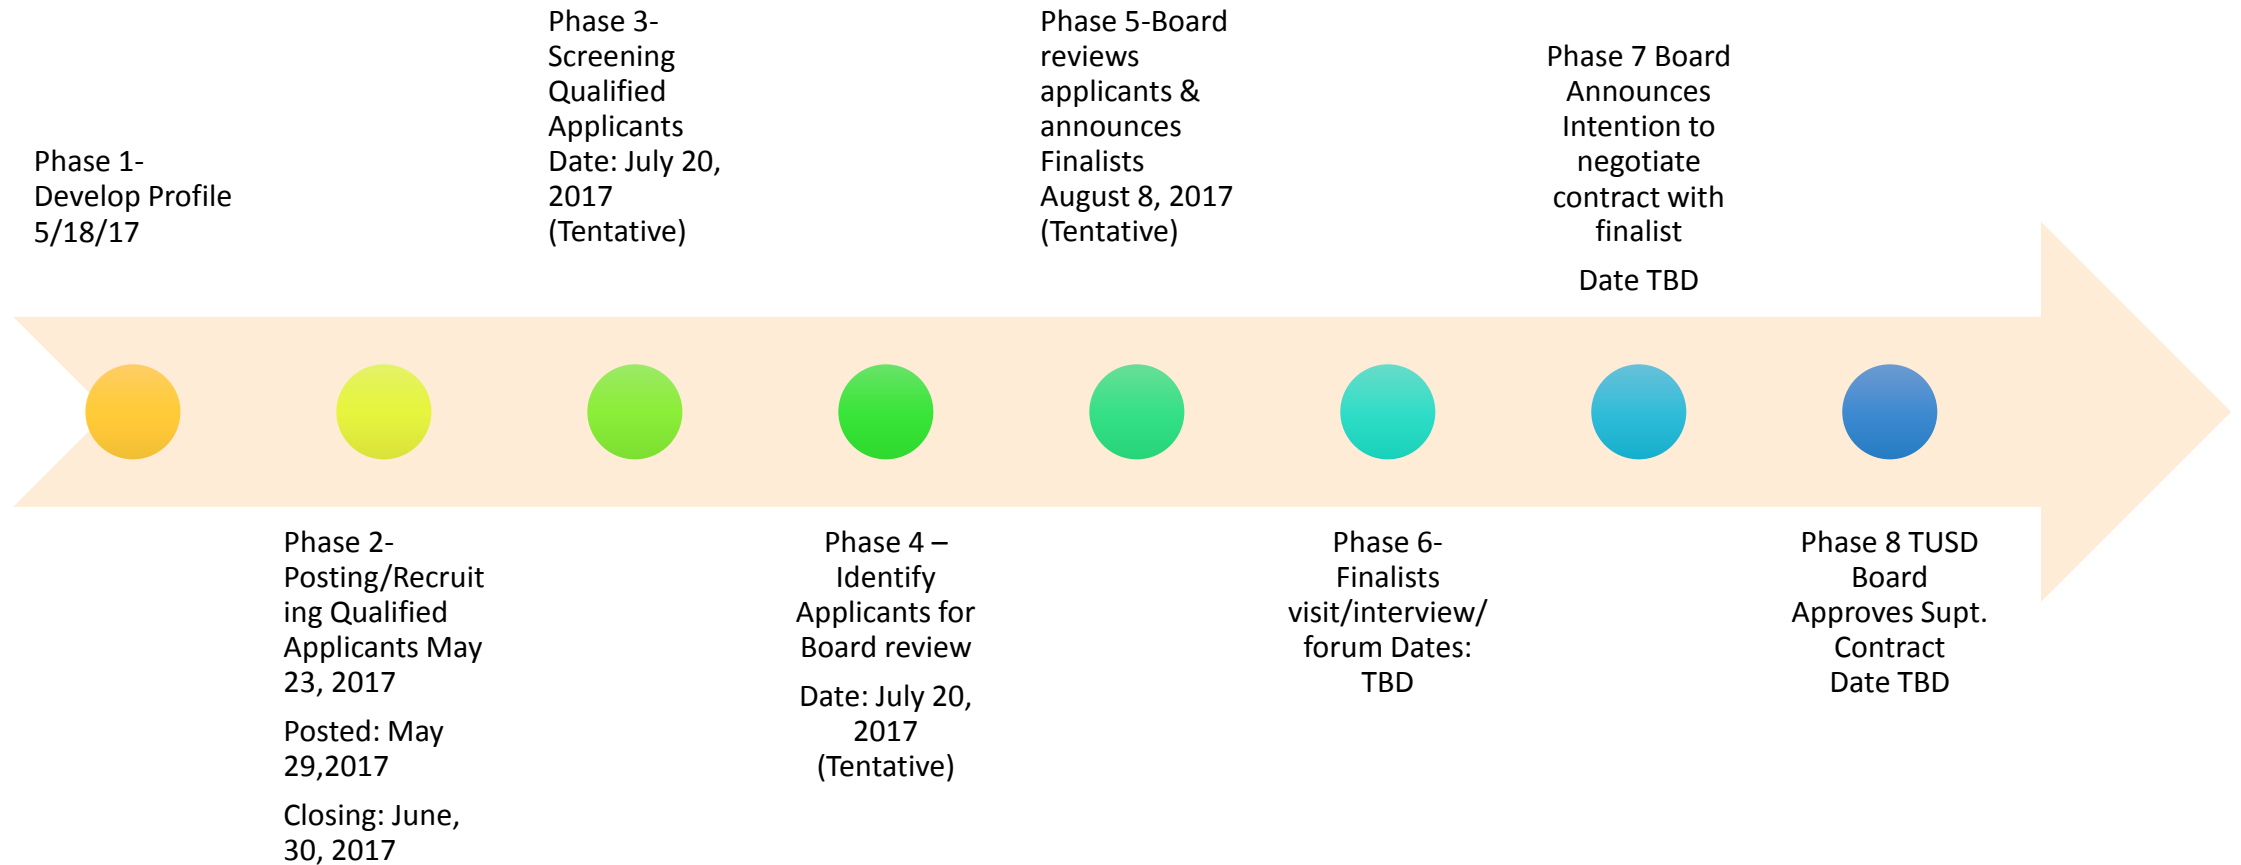 Phase 1-
Develop Profile
5/18/17
Phase 2-
Posting/Recruit
ing Qualified
Applicants May
23, 2017
Posted: May
29,2017
Closing: June,
30, 2017
Phase 3-
Screening
Qualified
Applicants
Date: July 20,
2017
(Tentative)
Phase 4 –
Identify
Applicants for
Board review
Date: July 20,
2017
(Tentative)
Phase 5-Board
reviews
applicants &
announces
Finalists
August 8, 2017
(Tentative)
Phase 6-
Finalists
visit/interview/
forum Dates:
TBD
Phase 7 Board
Announces
Intention to
negotiate
contract with
finalist
Date TBD
Phase 8 TUSD
Board
Approves Supt.
Contract
Date TBD